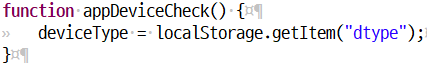 function appDeviceCheck() {
deviceType = localStorage.getItem("dtype");
}